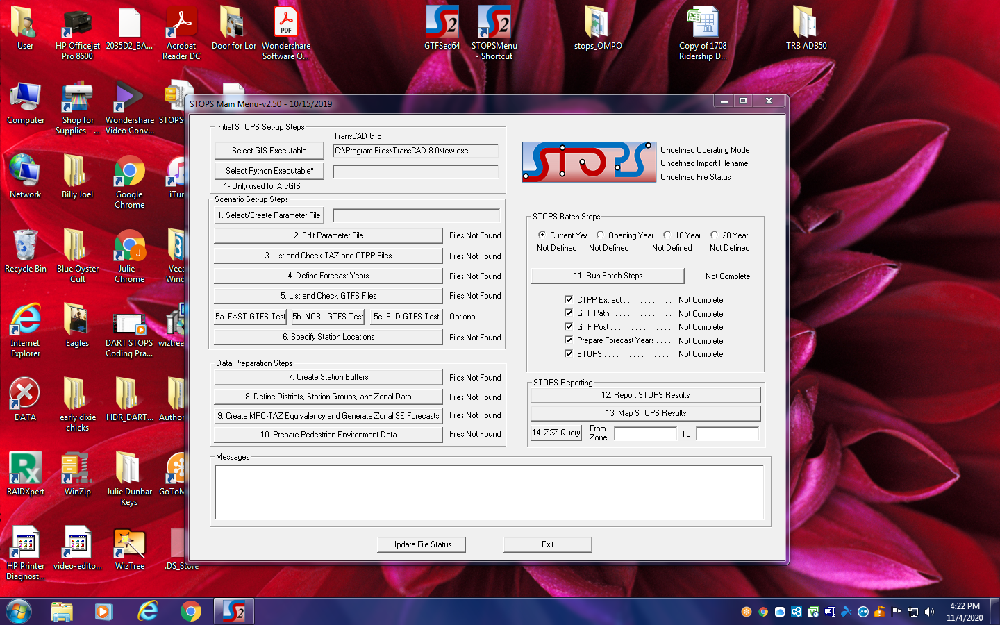 User
HP Officejet
Pro 8600
2035D2_BA...
Acrobat
Reader DC
Door for Lor
Wondershare
Software O...
PDF
GTFSed64
STOPSMenu
- Shortcut
stops_OMPO
Copy of 1708
Ridership D...
TRB ADB50
Computer
Shop for
Supplies - ...
Wondershare
Video Conv...
STOPS
Network
Billy Joel
Google
Chrome
iTun
Recycle Bin
Blue Oyster
Cult
Julie -
Chrome
Veea
Winc
Internet
Explorer
Eagles
DART STOPS
Coding Pra...
wiztree
DATA
early dixie
chicks
HDR_DART...
Author
RAIDXpert
WinZip
Julie Dunbar
Keys
GoToM
HP Printer
Diagnost...
video-edito...
WizTree
.DS_Store
STOPS Main Menu-v2.50 - 10/15/2019
Initial STOPS Set-up Steps
TransCAD GIS
Select GIS Executable
C:\Program Files\TransCAD 8.0\tcw.exe
Select Python Executable*
* - Only used for ArcGIS
Scenario Set-up Steps
1. Select/Create Parameter File
2. Edit Parameter File Files Not Found
3. List and Check TAZ and CTPP Files Files Not Found
4. Define Forecast Years Files Not Found
5. List and Check GTFS Files Files Not Found
5a. EXST GTFS Test 5b. NOBL GTFS Test 5c. BLD GTFS Test Optional
6. Specify Station Locations Files Not Found
Data Preparation Steps
7. Create Station Buffers Files Not Found
8. Define Districts, Station Groups, and Zonal Data Files Not Found
9. Create MPO-TAZ Equivalency and Generate Zonal SE Forecasts Files Not Found
10. Prepare Pedestrian Environment Data Files Not Found
STOPS
Undefined Operating Mode
Undefined Import Filename
Undefined File Status
STOPS Batch Steps
Current Yea Opening Year 10 Year 20 Year
Not Defined Not Defined Not Defined Not Defined
11. Run Batch Steps Not Complete
CTPP Extract . . . . . . . . . . . . Not Complete
GTF Path . . . . . . . . . . . . . . . Not Complete
GTF Post . . . . . . . . . . . . . . . Not Complete
Prepare Forecast Years . . . . . Not Complete
STOPS . . . . . . . . . . . . . . . . . Not Complete
STOPS Reporting
12. Report STOPS Results
13. Map STOPS Results
14. Z2Z Query From
Zone To
Messages
Update File Status Exit
4:22 PM
11/4/2020